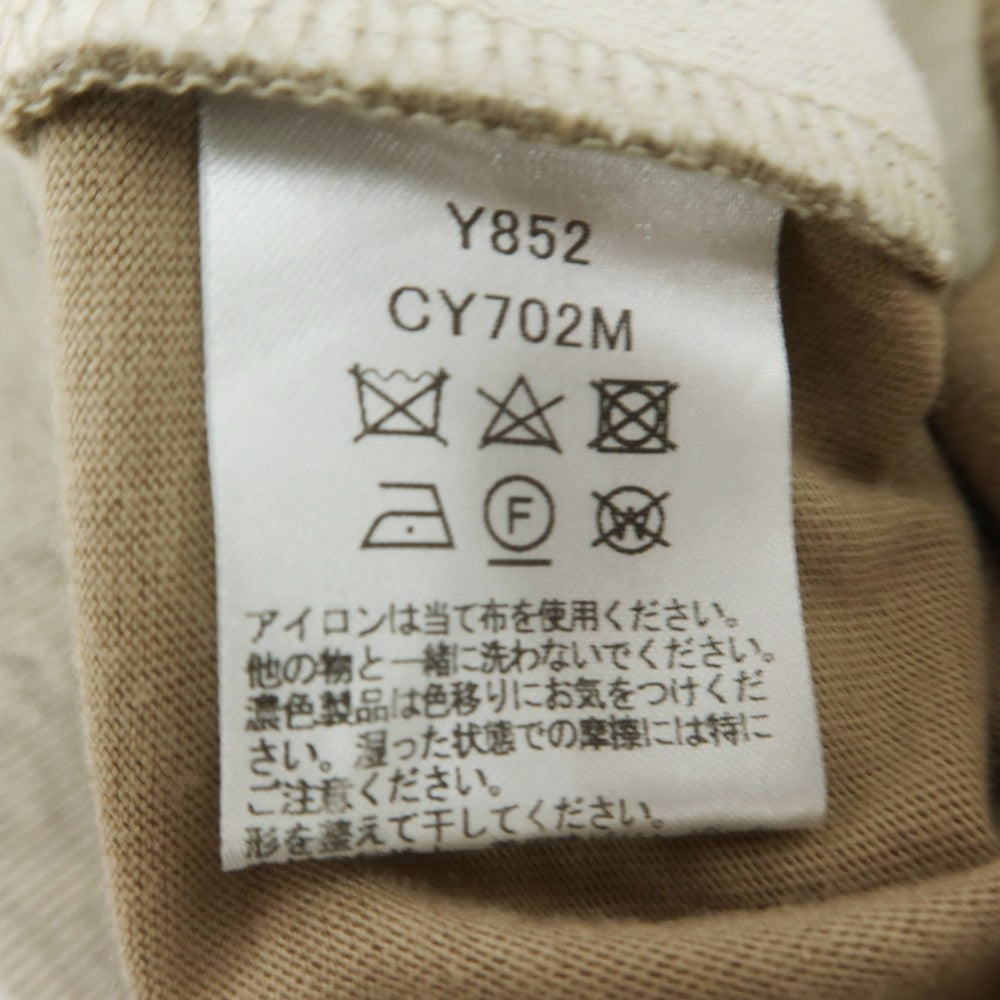 Y852
CY702M
F
W
アイロンは当て布を使用ください。
他の物と一緒に洗わないでください。
濃色製品は色移りにお気をつけくだ
さい。湿った状態での摩擦には特に
ご注意ください。
形を整えて干してください。